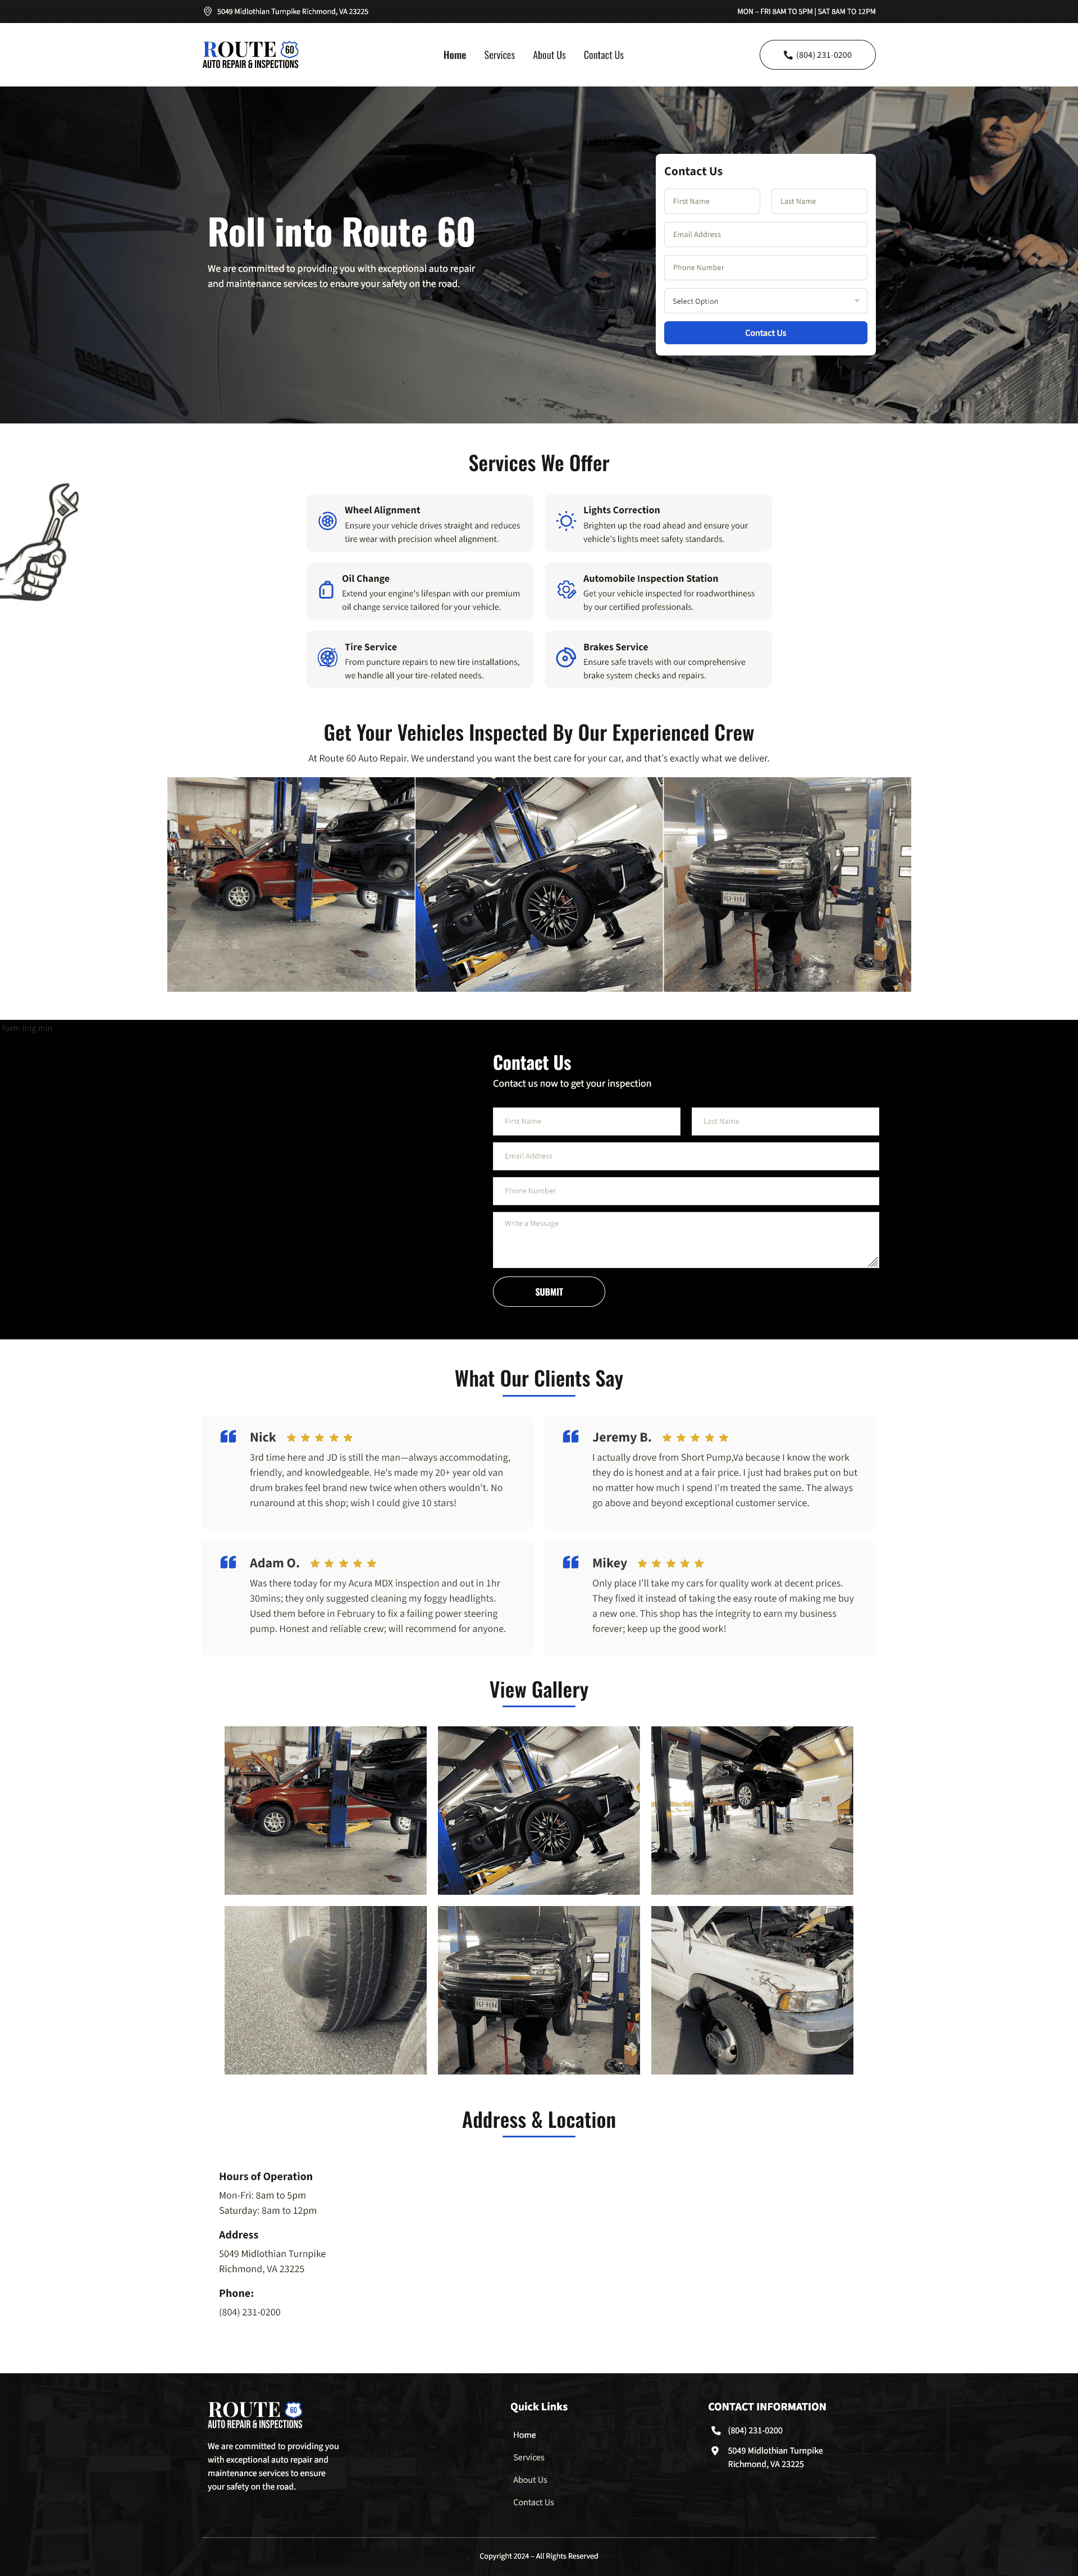 5049 Midlothian Turnpike Richmond, VA 23225
MON – FRI 8AM TO 5PM | SAT 8AM TO 12PM
ROUTE 60
AUTO REPAIR & INSPECTIONS
Home
Services
About Us
Contact Us
(804) 231-0200
Roll into Route 60
We are committed to providing you with exceptional auto repair
and maintenance services to ensure your safety on the road.
Contact Us
First Name
Last Name
Email Address
Phone Number
Select Option
Contact Us
Services We Offer
Wheel Alignment
Ensure your vehicle drives straight and reduces
tire wear with precision wheel alignment.
Lights Correction
Brighten up the road ahead and ensure your
vehicle's lights meet safety standards.
Oil Change
Extend your engine's lifespan with our premium
oil change service tailored for your vehicle.
Automobile Inspection Station
Get your vehicle inspected for roadworthiness
by our certified professionals.
Tire Service
From puncture repairs to new tire installations,
we handle all your tire-related needs.
Brakes Service
Ensure safe travels with our comprehensive
brake system checks and repairs.
Get Your Vehicles Inspected By Our Experienced Crew
At Route 60 Auto Repair. We understand you want the best care for your car, and that's exactly what we deliver.
form img min
Contact Us
Contact us now to get your inspection
First Name
Last Name
Email Address
Phone Number
Write a Message
SUBMIT
What Our Clients Say
Nick
3rd time here and JD is still the man—always accommodating,
friendly, and knowledgeable. He's made my 20+ year old van
drum brakes feel brand new twice when others wouldn't. No
runaround at this shop; wish I could give 10 stars!
Jeremy B.
I actually drove from Short Pump,Va because I know the work
they do is honest and at a fair price. I just had brakes put on but
no matter how much I spend I'm treated the same. The always
go above and beyond exceptional customer service.
Adam O.
Was there today for my Acura MDX inspection and out in 1hr
30mins; they only suggested cleaning my foggy headlights.
Used them before in February to fix a failing power steering
pump. Honest and reliable crew; will recommend for anyone.
Mikey
Only place I'll take my cars for quality work at decent prices.
They fixed it instead of taking the easy route of making me buy
a new one. This shop has the integrity to earn my business
forever; keep up the good work!
View Gallery
Address & Location
Hours of Operation
Mon-Fri: 8am to 5pm
Saturday: 8am to 12pm
Address
5049 Midlothian Turnpike
Richmond, VA 23225
Phone:
(804) 231-0200
ROUTE 60
AUTO REPAIR & INSPECTIONS
We are committed to providing you
with exceptional auto repair and
maintenance services to ensure
your safety on the road.
Quick Links
Home
Services
About Us
Contact Us
CONTACT INFORMATION
(804) 231-0200
5049 Midlothian Turnpike
Richmond, VA 23225
Copyright 2024 – All Rights Reserved